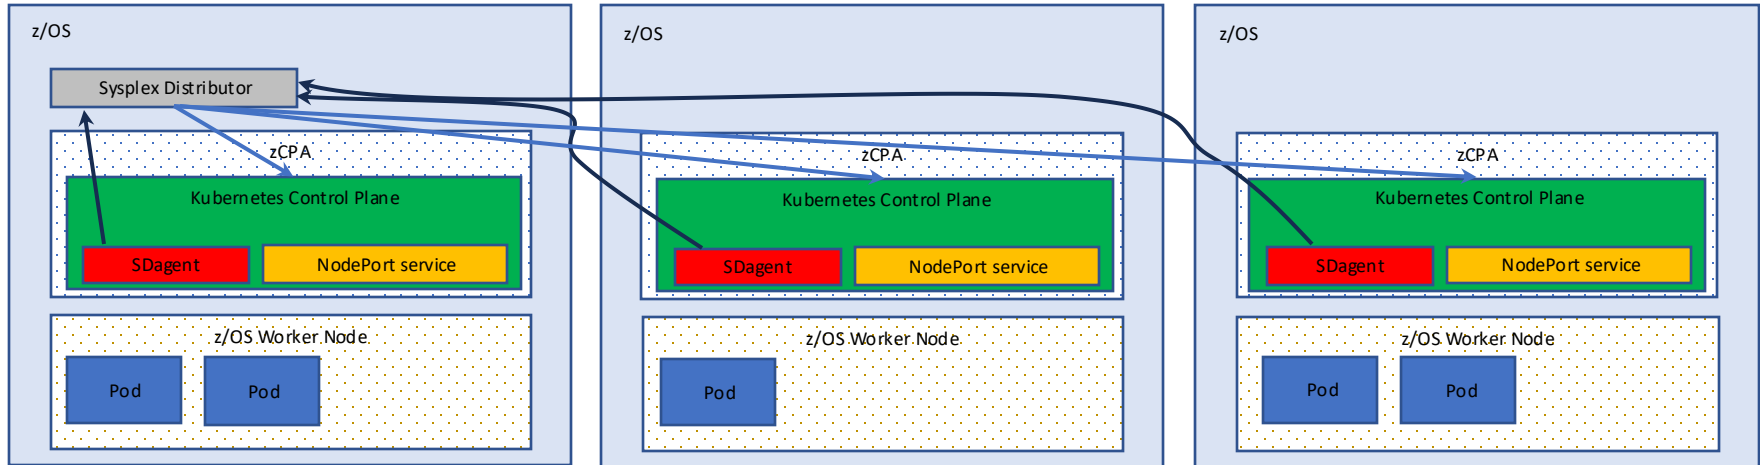 z/OS
Sysplex Distributor
zCPA
Kubernetes Control Plane
SDagent
NodePort service
z/OS Worker Node
Pod
Pod
z/OS
zCPA
Kubernetes Control Plane
SDagent
NodePort service
z/OS Worker Node
Pod
z/OS
zCPA
Kubernetes Control Plane
SDagent
NodePort service
z/OS Worker Node
Pod
Pod